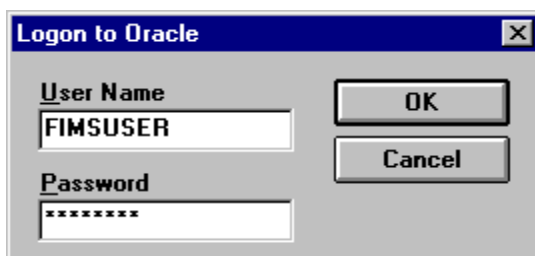 Logon to Oracle
User Name
FIMSUSER
OK
Cancel
Password
********